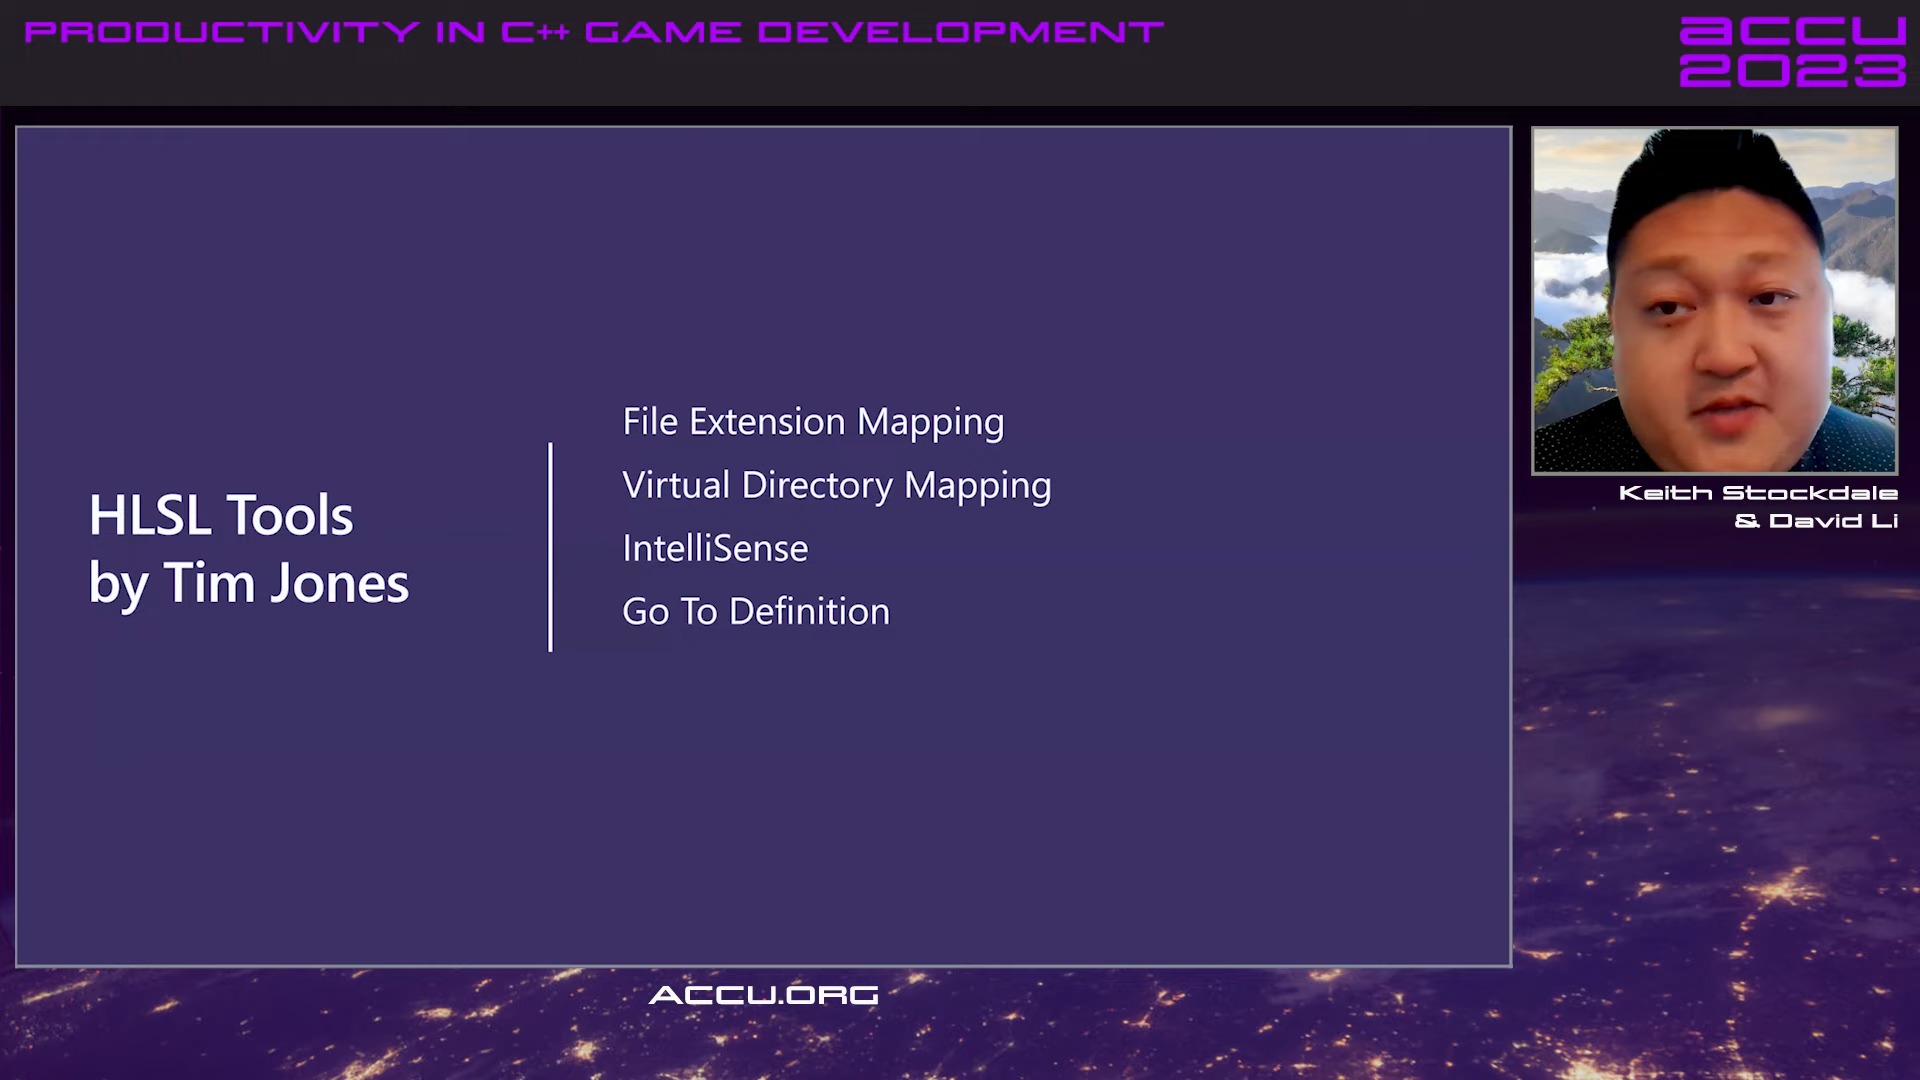 PRODUCTIVITY IN C++ GAME DEVELOPMENT
accu
2023
HLSL Tools
by Tim Jones
File Extension Mapping
Virtual Directory Mapping
IntelliSense
Go To Definition
Keith Stockdale
& David Li
ACCU.ORG